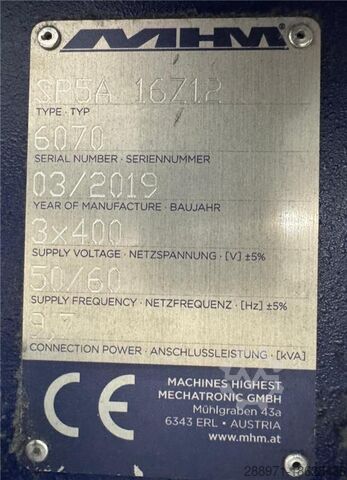 MHM
SP5A 16Z12
TYPE · TYP
6070
SERIAL NUMBER · SERIENNUMMER
03/2019
YEAR OF MANUFACTURE · BAUJAHR
3x400
SUPPLY VOLTAGE · NETZSPANNUNG · [V] ±5%
50/60
SUPPLY FREQUENCY · NETZFREQUENZ · [Hz] ±5%
CONNECTION POWER · ANSCHLUSSLEISTUNG · [kVA]
CE
MACHINES HIGHEST
MECHATRONIC GMBH
Mühlgraben 43a
6343 ERL · AUSTRIA
www.mhm.at